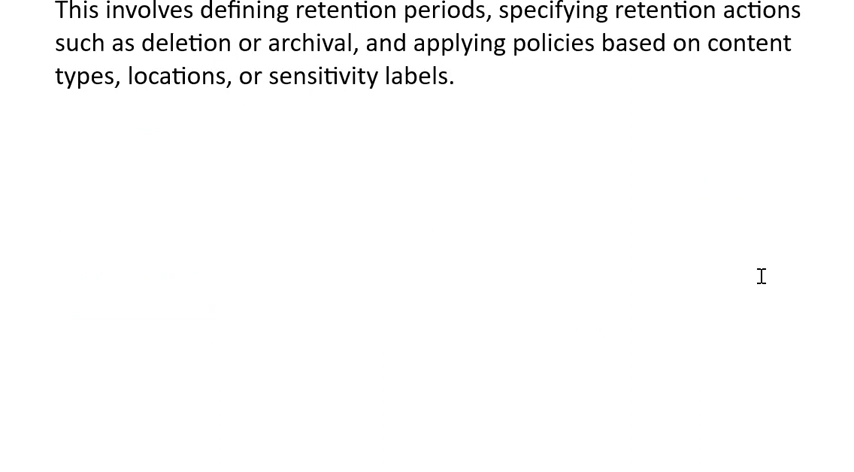 This involves defining retention periods, specifying retention actions
such as deletion or archival, and applying policies based on content
types, locations, or sensitivity labels.